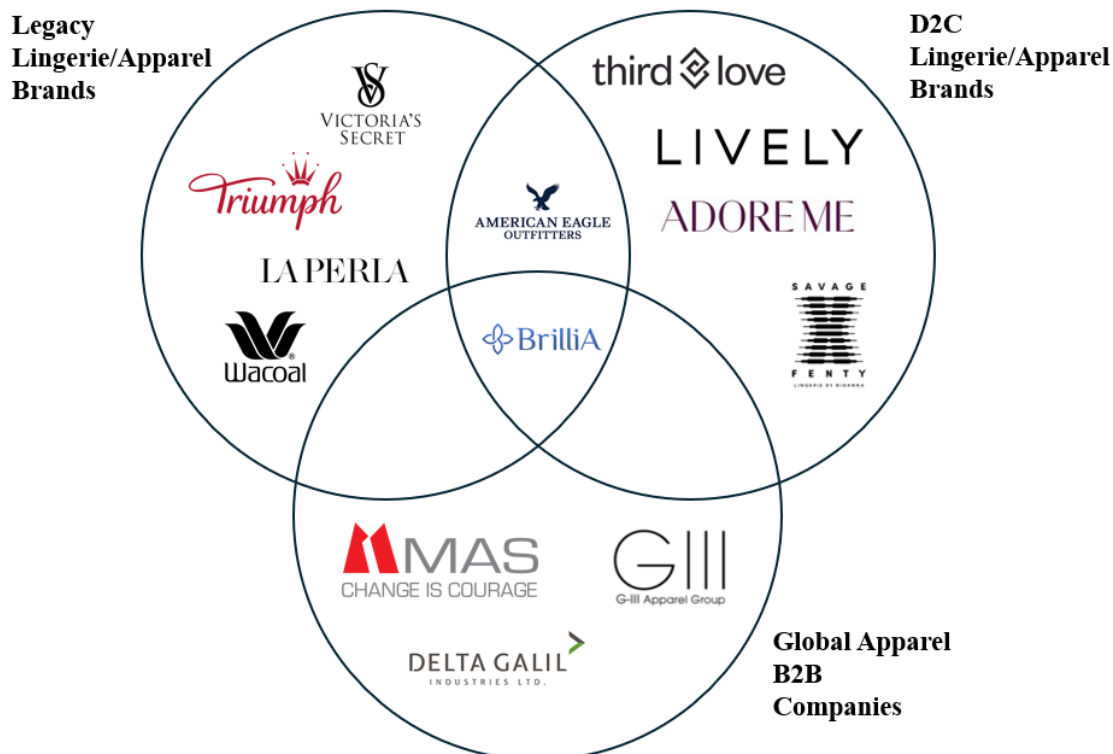 Legacy
Lingerie/Apparel
Brands
D2C
Lingerie/Apparel
Brands
VS
VICTORIA'S
SECRET
third love
LIVELY
Triumph
AMERICAN EAGLE
OUTFITTERS
ADORE ME
LA PERLA
SAVAGE
FENTY
LINGERIE BY RIHANNA
Wacoal
®
BrilliA
MAS
CHANGE IS COURAGE
GIII
G-III Apparel Group
DELTA GALIL
INDUSTRIES LTD.
Global Apparel
B2B
Companies